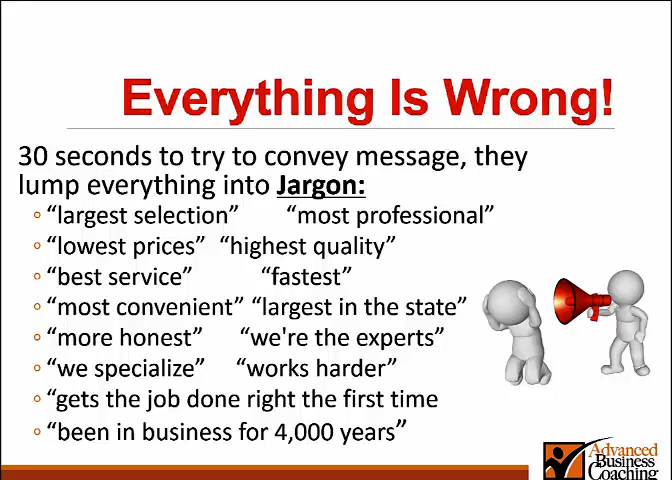 Everything Is Wrong!
30 seconds to try to convey message, they
lump everything into Jargon:
“largest selection” “most professional”
“lowest prices” “highest quality”
“best service” “fastest”
“most convenient” “largest in the state”
“more honest” “we're the experts”
“we specialize” “works harder”
“gets the job done right the first time
“been in business for 4,000 years”
Advanced
Business
Coaching